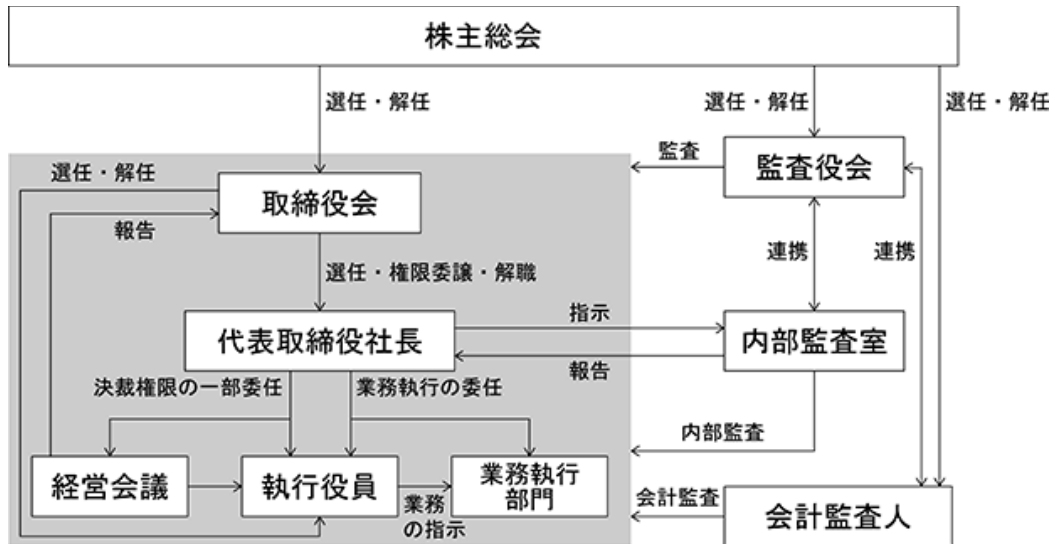 株主総会
選任・解任
選任・解任
選任・解任
監査
監査役会
選任・解任
取締役会
報告
連携
連携
選任・権限委譲・解職
指示
代表取締役社長
内部監査室
報告
決裁権限の一部委任
業務執行の委任
内部監査
経営会議
執行役員
業務執行
部門
業務
の指示
会計監査
会計監査人